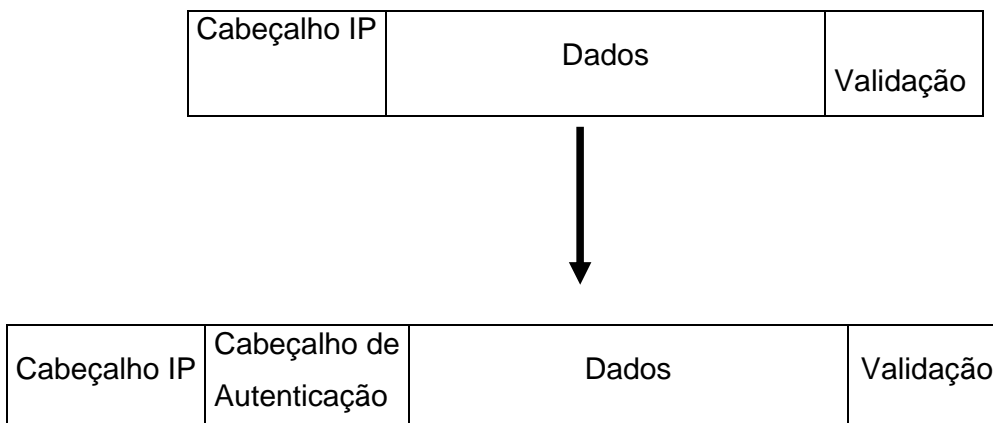 Cabeçalho IP
Dados
Validação
Cabeçalho IP
Cabeçalho de
Autenticação
Dados
Validação